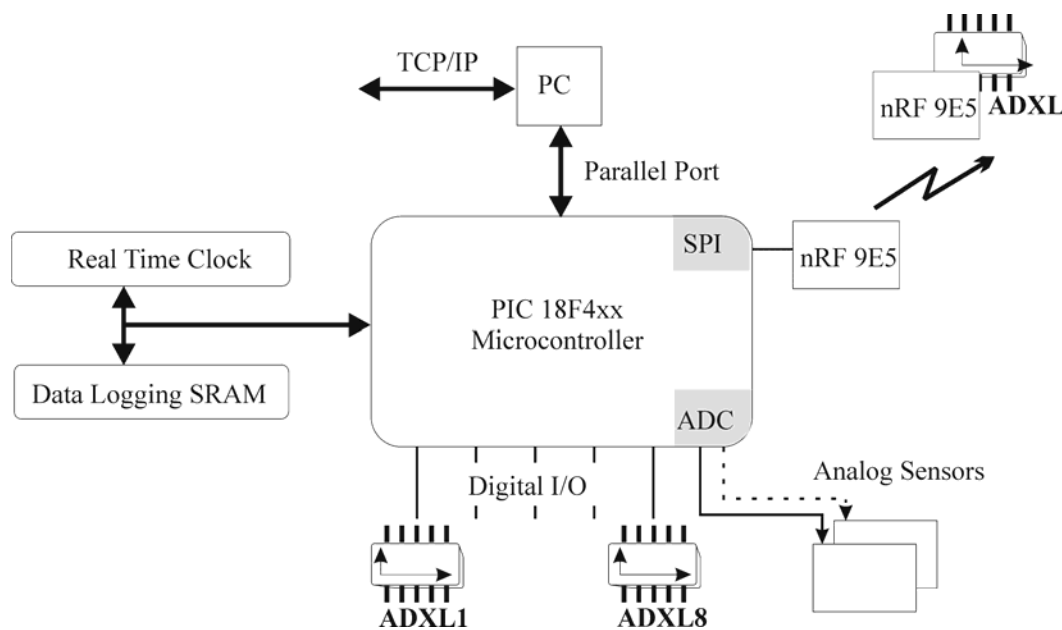 TCP/IP
PC
nRF 9E5
ADXL
Parallel Port
SPI
nRF 9E5
Real Time Clock
PIC 18F4xx
Microcontroller
Data Logging SRAM
ADC
Digital I/O
Analog Sensors
ADXL1
ADXL8